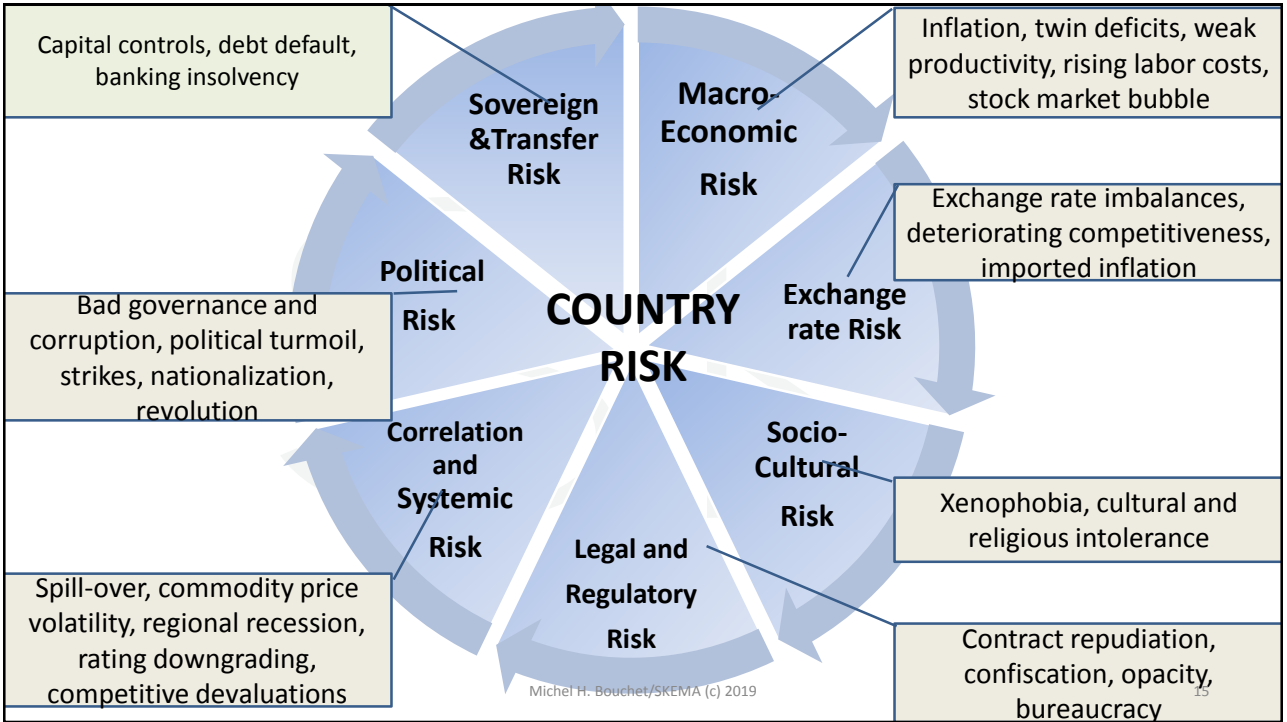 Capital controls, debt default,
banking insolvency
Sovereign
&Transfer
Risk
Macro-
Economic
Risk
Inflation, twin deficits, weak
productivity, rising labor costs,
stock market bubble
Exchange rate imbalances,
deteriorating competitiveness,
imported inflation
Exchange
rate Risk
Political
Risk
COUNTRY
RISK
Bad governance and
corruption, political turmoil,
strikes, nationalization,
revolution
Correlation
and
Systemic
Risk
Socio-
Cultural
Risk
Xenophobia, cultural and
religious intolerance
Legal and
Regulatory
Risk
Spill-over, commodity price
volatility, regional recession,
rating downgrading,
competitive devaluations
Contract repudiation,
confiscation, opacity,
bureaucracy
Michel H. Bouchet/SKEMA (c) 2019
15